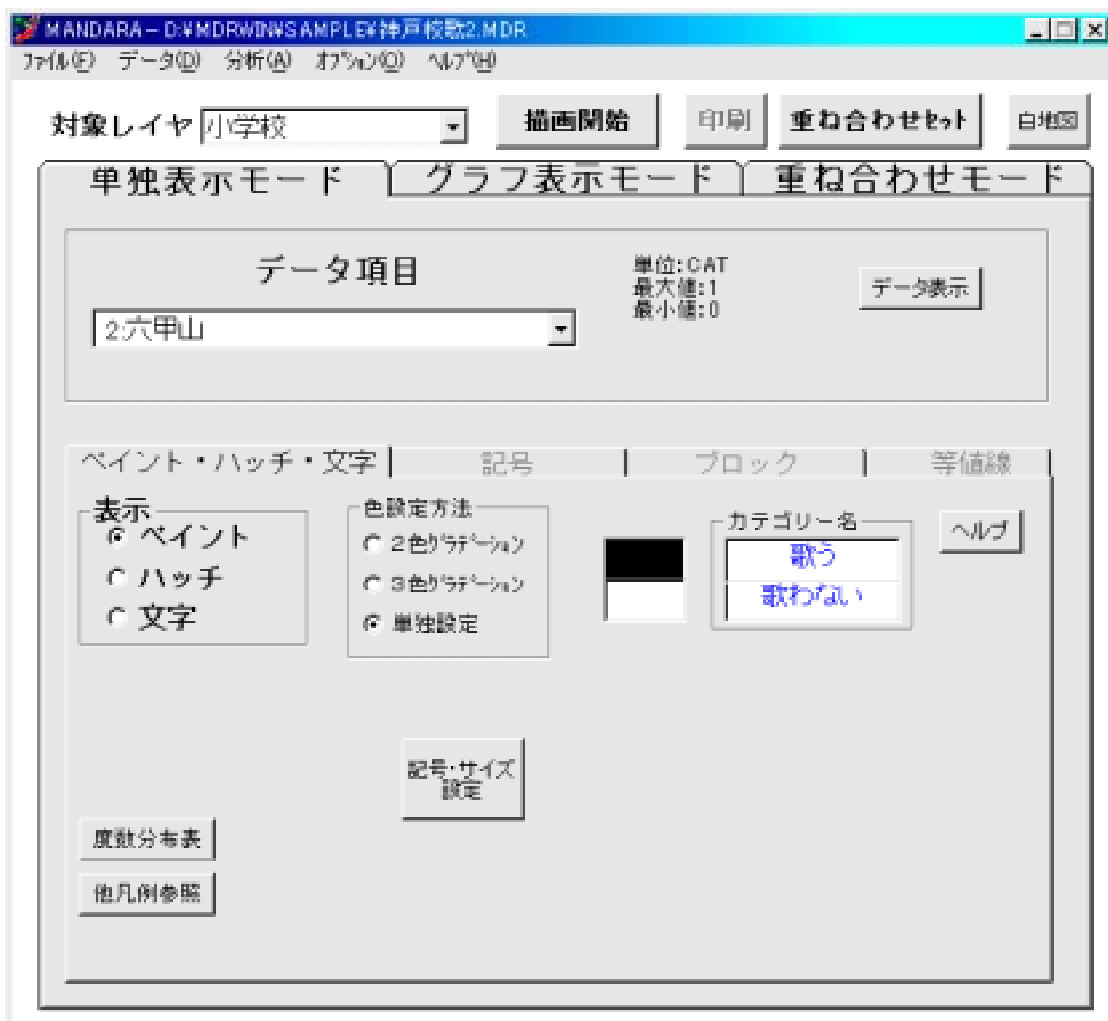 MANDARA - D:¥MDRWIN¥SAMPLE¥神戸校歌2.MDR
ファイル(F) データ(D) 分析(A) オプション(O) ヘルプ(H)
対象レイヤ 小学校 描画開始 印刷 重ね合わせセット 白地図
単独表示モード グラフ表示モード 重ね合わせモード
データ項目
単位:CAT
最大値:1
最小値:0
データ表示
2:六甲山
ペイント・ハッチ・文字 記号 ブロック 等値線
表示
ペイント
ハッチ
文字
色設定方法
2色グラデーション
3色グラデーション
単独設定
カテゴリー名
歌う
歌わない
ヘルプ
記号・サイズ
設定
度数分布表
他凡例参照